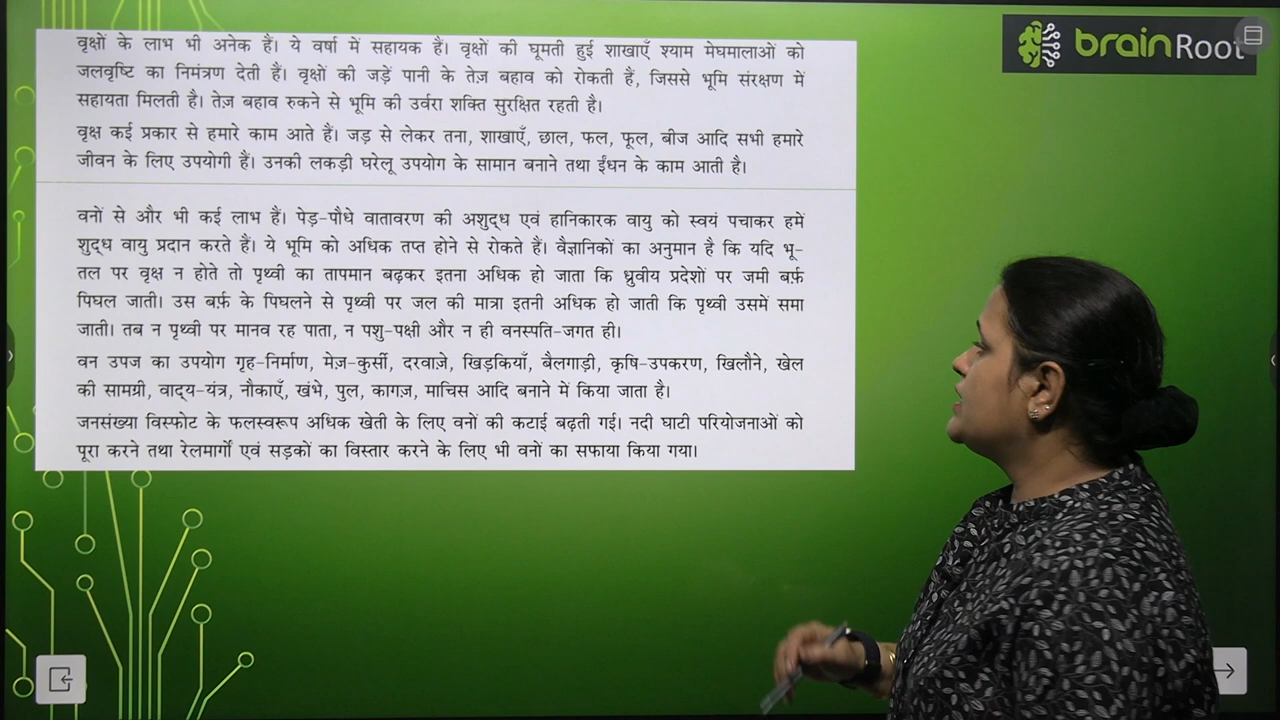 brainRoot
वृक्षों के लाभ भी अनेक हैं। ये वर्षा में सहायक हैं। वृक्षों की घूमती हुई शाखाएँ श्याम मेघमालाओं को
जलवृष्टि का निमंत्रण देती हैं। वृक्षों की जड़ें पानी के तेज़ बहाव को रोकती हैं, जिससे भूमि संरक्षण में
सहायता मिलती है। तेज़ बहाव रुकने से भूमि की उर्वरा शक्ति सुरक्षित रहती है।
वृक्ष कई प्रकार से हमारे काम आते हैं। जड़ से लेकर तना, शाखाएँ, छाल, फल, फूल, बीज आदि सभी हमारे
जीवन के लिए उपयोगी हैं। उनकी लकड़ी घरेलू उपयोग के सामान बनाने तथा ईंधन के काम आती है।
वनों से और भी कई लाभ हैं। पेड़-पौधे वातावरण की अशुद्ध एवं हानिकारक वायु को स्वयं पचाकर हमें
शुद्ध वायु प्रदान करते हैं। ये भूमि को अधिक तप्त होने से रोकते हैं। वैज्ञानिकों का अनुमान है कि यदि भू-
तल पर वृक्ष न होते तो पृथ्वी का तापमान बढ़कर इतना अधिक हो जाता कि ध्रुवीय प्रदेशों पर जमी बर्फ़
पिघल जाती। उस बर्फ़ के पिघलने से पृथ्वी पर जल की मात्रा इतनी अधिक हो जाती कि पृथ्वी उसमें समा
जाती। तब न पृथ्वी पर मानव रह पाता, न पशु-पक्षी और न ही वनस्पति-जगत ही।
वन उपज का उपयोग गृह-निर्माण, मेज़-कुर्सी, दरवाज़े, खिड़कियाँ, बैलगाड़ी, कृषि-उपकरण, खिलौने, खेल
की सामग्री, वाद्य-यंत्र, नौकाएँ, खंभे, पुल, कागज़, माचिस आदि बनाने में किया जाता है।
जनसंख्या विस्फोट के फलस्वरूप अधिक खेती के लिए वनों की कटाई बढ़ती गई। नदी घाटी परियोजनाओं को
पूरा करने तथा रेलमार्गों एवं सड़कों का विस्तार करने के लिए भी वनों का सफाया किया गया।